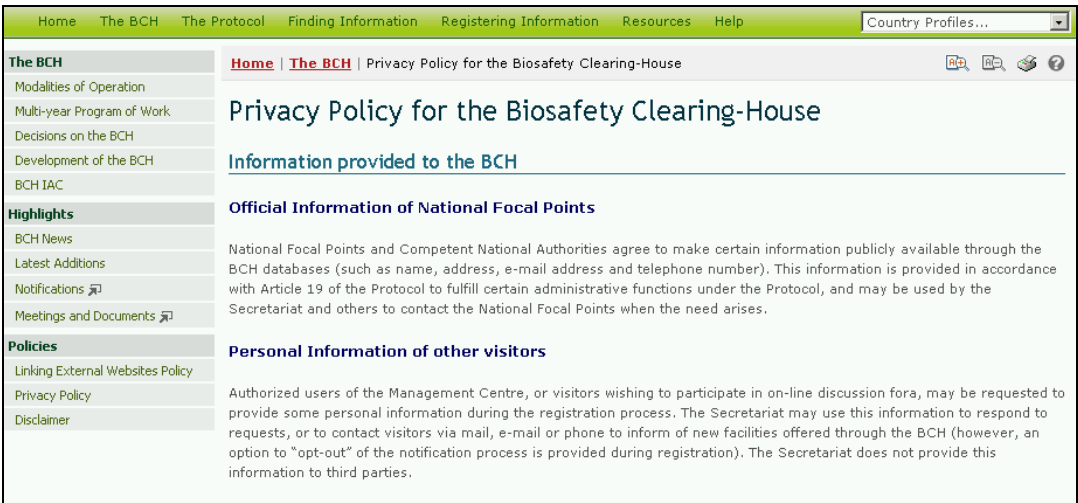 Home The BCH The Protocol Finding Information Registering Information Resources Help Country Profiles...
The BCH
Modalities of Operation
Multi-year Program of Work
Decisions on the BCH
Development of the BCH
BCH IAC
Highlights
BCH News
Latest Additions
Notifications
Meetings and Documents
Policies
Linking External Websites Policy
Privacy Policy
Disclaimer
Home | The BCH | Privacy Policy for the Biosafety Clearing-House
Privacy Policy for the Biosafety Clearing-House
Information provided to the BCH
Official Information of National Focal Points
National Focal Points and Competent National Authorities agree to make certain information publicly available through the
BCH databases (such as name, address, e-mail address and telephone number). This information is provided in accordance
with Article 19 of the Protocol to fulfill certain administrative functions under the Protocol, and may be used by the
Secretariat and others to contact the National Focal Points when the need arises.
Personal Information of other visitors
Authorized users of the Management Centre, or visitors wishing to participate in on-line discussion fora, may be requested to
provide some personal information during the registration process. The Secretariat may use this information to respond to
requests, or to contact visitors via mail, e-mail or phone to inform of new facilities offered through the BCH (however, an
option to “opt-out” of the notification process is provided during registration). The Secretariat does not provide this
information to third parties.